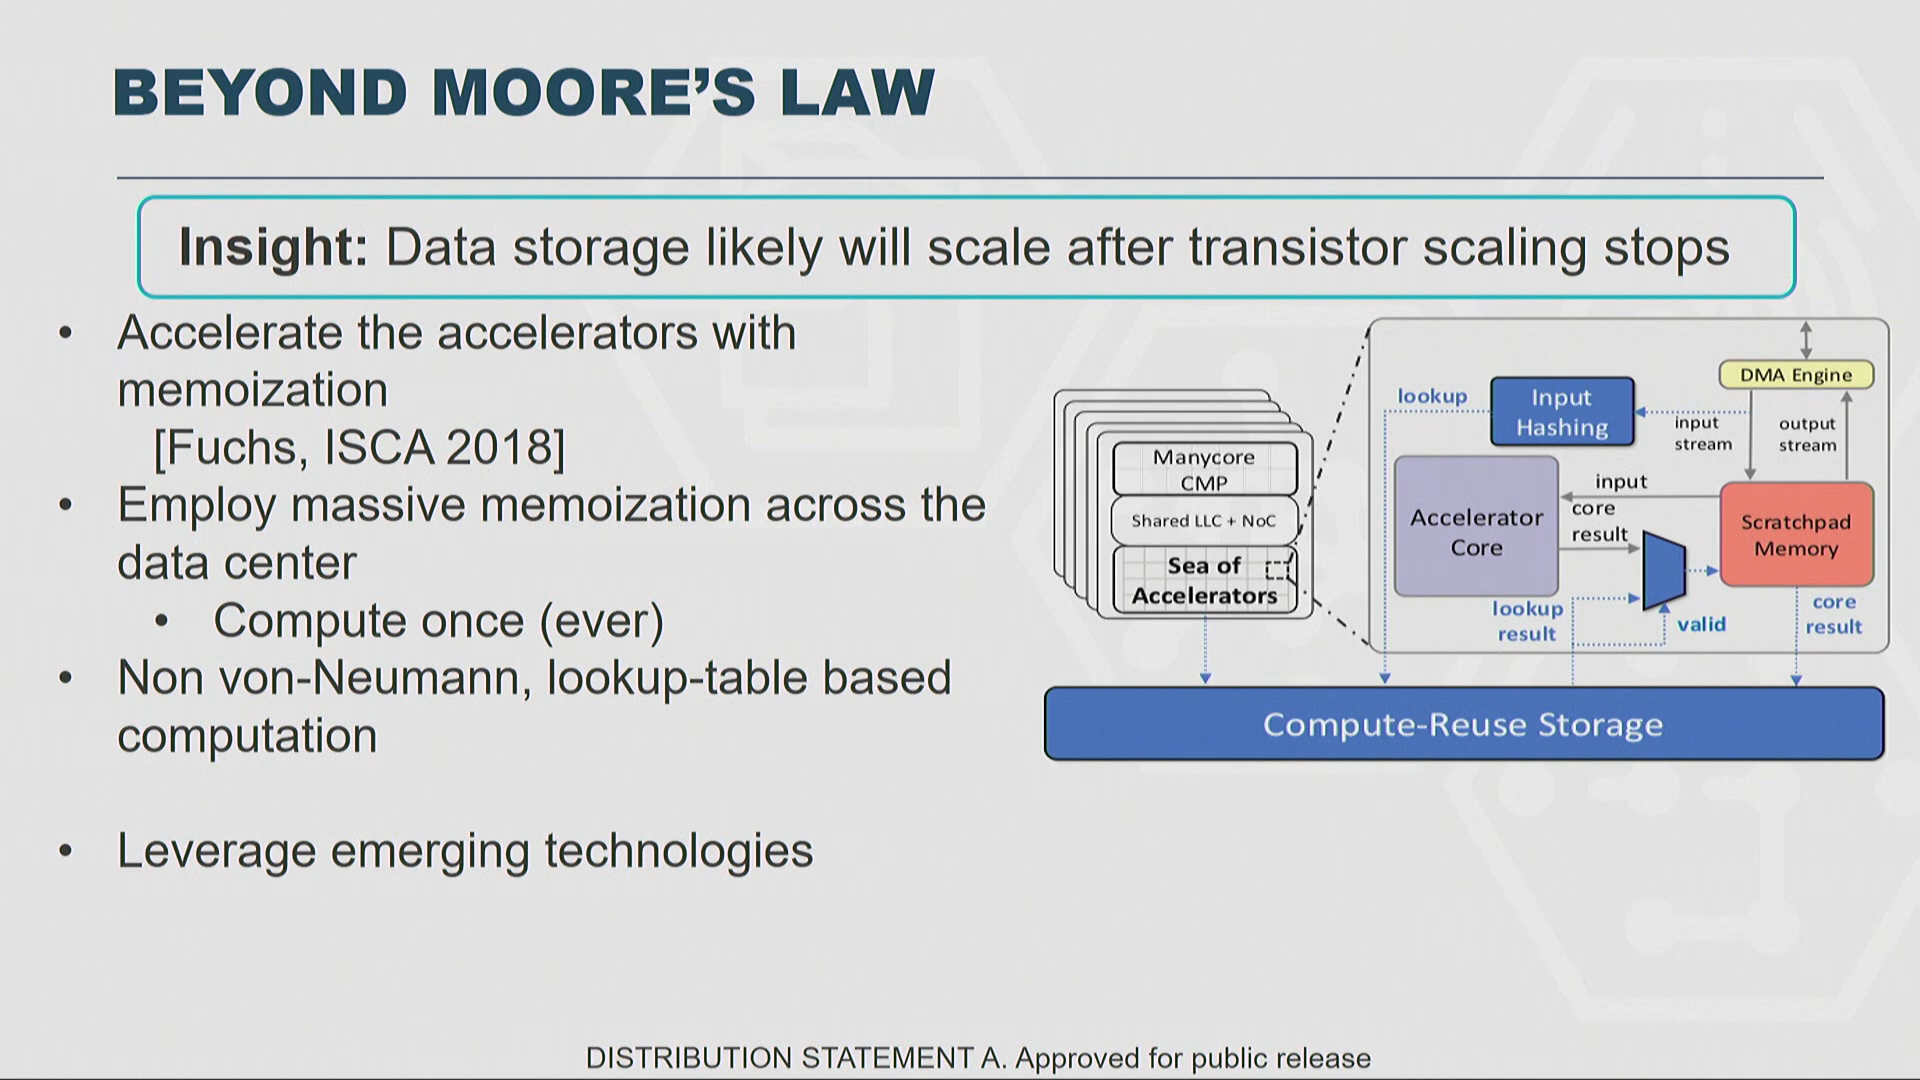 BEYOND MOORE'S LAW
Insight: Data storage likely will scale after transistor scaling stops
• Accelerate the accelerators with
memoization
[Fuchs, ISCA 2018]
• Employ massive memoization across the
data center
• Compute once (ever)
• Non von-Neumann, lookup-table based
computation
• Leverage emerging technologies
Manycore
CMP
Shared LLC + NoC
Sea of
Accelerators
DMA Engine
lookup
Input
Hashing
input
stream
output
stream
input
Accelerator
Core
core
result
Scratchpad
Memory
lookup
result
valid
core
result
Compute-Reuse Storage
DISTRIBUTION STATEMENT A. Approved for public release